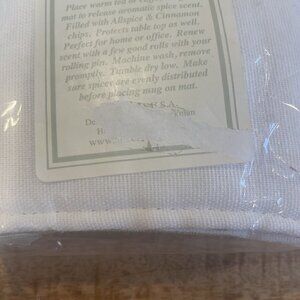 Place warm tea or
mat to release aromatic spice scent.
Filled with Allspice & Cinnamon
chips. Protects table top as well.
Perfect for home or office. Renew
scent with a few good rolls with your
rolling pin. Machine wash, remove
promptly. Tumble dry low. Make
sure spices are evenly distributed
before placing mug on mat.
U.S.A.
De
www.